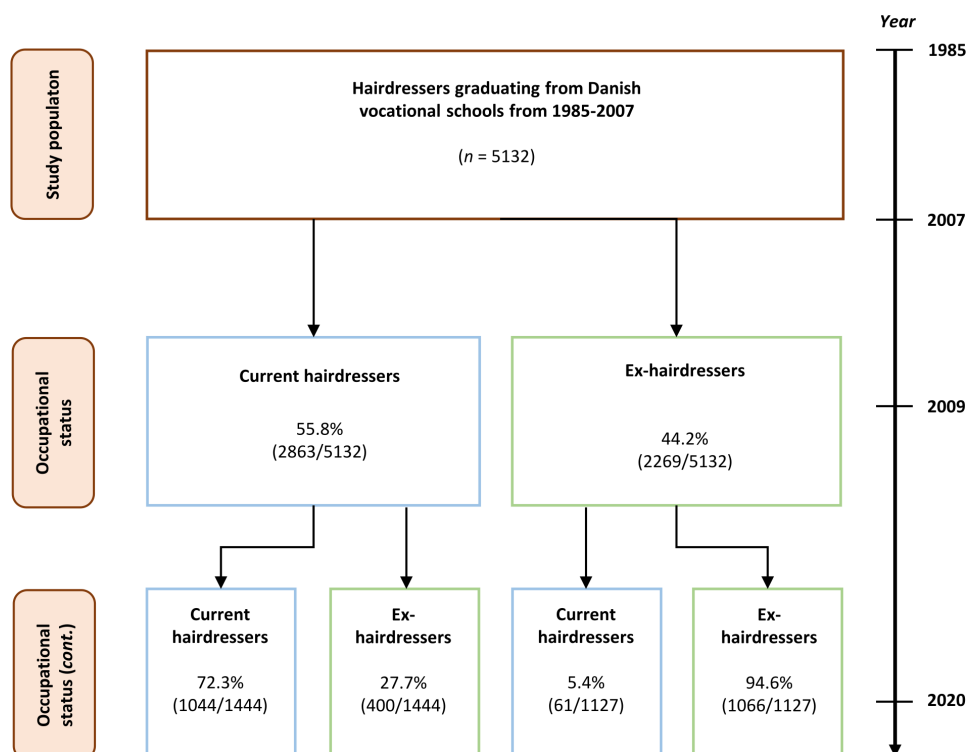 Year
1985
Study populaton
Hairdressers graduating from Danish
vocational schools from 1985-2007
(n = 5132)
2007
Occupational
status
Current hairdressers
55.8%
(2863/5132)
Ex-hairdressers
44.2%
(2269/5132)
2009
Occupational
status (cont.)
Current
hairdressers
72.3%
(1044/1444)
Ex-
hairdressers
27.7%
(400/1444)
Current
hairdressers
5.4%
(61/1127)
Ex-
hairdressers
94.6%
(1066/1127)
2020